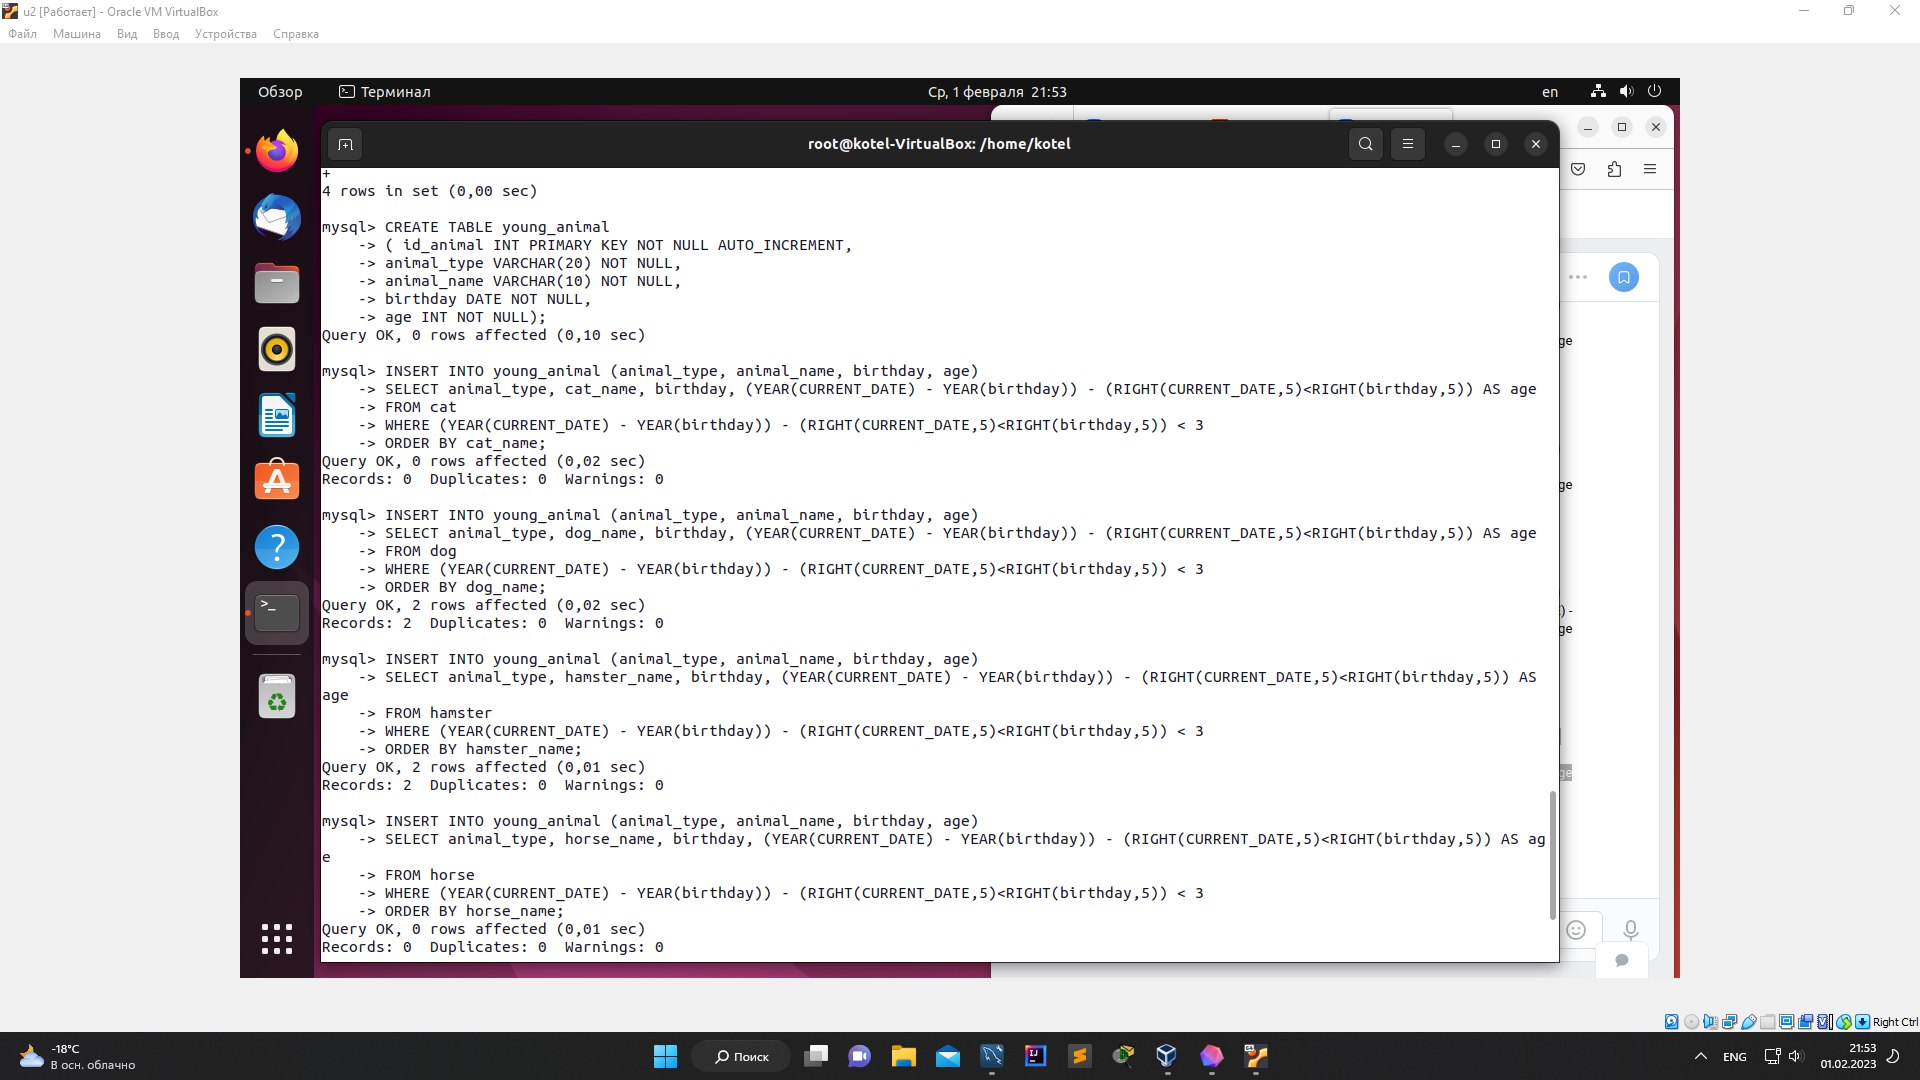 u2 [Работает] - Oracle VM VirtualBox
Файл Машина Вид Ввод Устройства Справка
Обзор Терминал Ср, 1 февраля 21:53 en
root@kotel-VirtualBox: /home/kotel
+
4 rows in set (0,00 sec)
mysql> CREATE TABLE young_animal
-> ( id_animal INT PRIMARY KEY NOT NULL AUTO_INCREMENT,
-> animal_type VARCHAR(20) NOT NULL,
-> animal_name VARCHAR(10) NOT NULL,
-> birthday DATE NOT NULL,
-> age INT NOT NULL);
Query OK, 0 rows affected (0,10 sec)
mysql> INSERT INTO young_animal (animal_type, animal_name, birthday, age)
-> SELECT animal_type, cat_name, birthday, (YEAR(CURRENT_DATE) - YEAR(birthday)) - (RIGHT(CURRENT_DATE,5)<RIGHT(birthday,5)) AS age
-> FROM cat
-> WHERE (YEAR(CURRENT_DATE) - YEAR(birthday)) - (RIGHT(CURRENT_DATE,5)<RIGHT(birthday,5)) < 3
-> ORDER BY cat_name;
Query OK, 0 rows affected (0,02 sec)
Records: 0 Duplicates: 0 Warnings: 0
mysql> INSERT INTO young_animal (animal_type, animal_name, birthday, age)
-> SELECT animal_type, dog_name, birthday, (YEAR(CURRENT_DATE) - YEAR(birthday)) - (RIGHT(CURRENT_DATE,5)<RIGHT(birthday,5)) AS age
-> FROM dog
-> WHERE (YEAR(CURRENT_DATE) - YEAR(birthday)) - (RIGHT(CURRENT_DATE,5)<RIGHT(birthday,5)) < 3
-> ORDER BY dog_name;
Query OK, 2 rows affected (0,02 sec)
Records: 2 Duplicates: 0 Warnings: 0
mysql> INSERT INTO young_animal (animal_type, animal_name, birthday, age)
-> SELECT animal_type, hamster_name, birthday, (YEAR(CURRENT_DATE) - YEAR(birthday)) - (RIGHT(CURRENT_DATE,5)<RIGHT(birthday,5)) AS
age
-> FROM hamster
-> WHERE (YEAR(CURRENT_DATE) - YEAR(birthday)) - (RIGHT(CURRENT_DATE,5)<RIGHT(birthday,5)) < 3
-> ORDER BY hamster_name;
Query OK, 2 rows affected (0,01 sec)
Records: 2 Duplicates: 0 Warnings: 0
mysql> INSERT INTO young_animal (animal_type, animal_name, birthday, age)
-> SELECT animal_type, horse_name, birthday, (YEAR(CURRENT_DATE) - YEAR(birthday)) - (RIGHT(CURRENT_DATE,5)<RIGHT(birthday,5)) AS ag
e
-> FROM horse
-> WHERE (YEAR(CURRENT_DATE) - YEAR(birthday)) - (RIGHT(CURRENT_DATE,5)<RIGHT(birthday,5)) < 3
-> ORDER BY horse_name;
Query OK, 0 rows affected (0,01 sec)
Records: 0 Duplicates: 0 Warnings: 0
Right Ctrl
-18°C
В осн. облачно
Поиск
ENG
21:53
01.02.2023